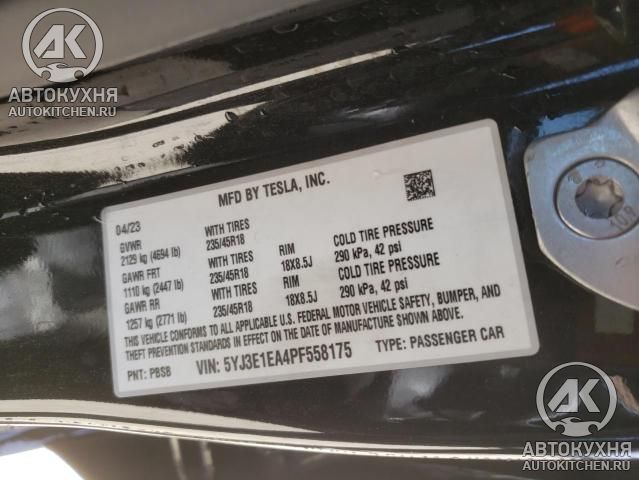 AK
АВТОКУХНЯ
AUTOKITCHEN.RU
MFD BY TESLA, INC.
04/23
GVWR WITH TIRES
2129 kg (4694 lb) 235/45R18 RIM COLD TIRE PRESSURE
GAWR FRT WITH TIRES 18X8.5J 290 kPa, 42 psi
1110 kg (2447 lb) 235/45R18 RIM COLD TIRE PRESSURE
GAWR RR WITH TIRES 18X8.5J 290 kPa, 42 psi
1257 kg (2771 lb) 235/45R18
THIS VEHICLE CONFORMS TO ALL APPLICABLE U.S. FEDERAL MOTOR VEHICLE SAFETY, BUMPER, AND
THEFT PREVENTION STANDARDS IN EFFECT ON THE DATE OF MANUFACTURE SHOWN ABOVE.
PNT: PBSB VIN: 5YJ3E1EA4PF558175 TYPE: PASSENGER CAR
10.9
AK
АВТОКУХНЯ
AUTOKITCHEN.RU